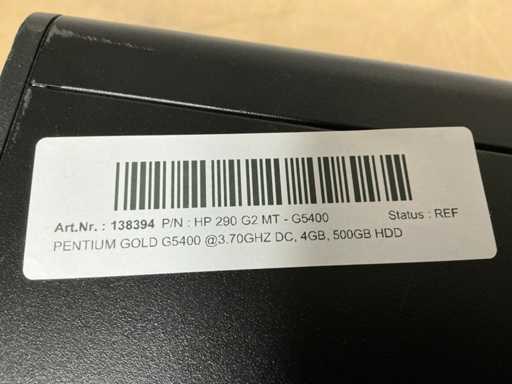 Art.Nr. : 138394 P/N : HP 290 G2 MT - G5400 Status : REF
PENTIUM GOLD G5400 @3.70GHZ DC, 4GB, 500GB HDD